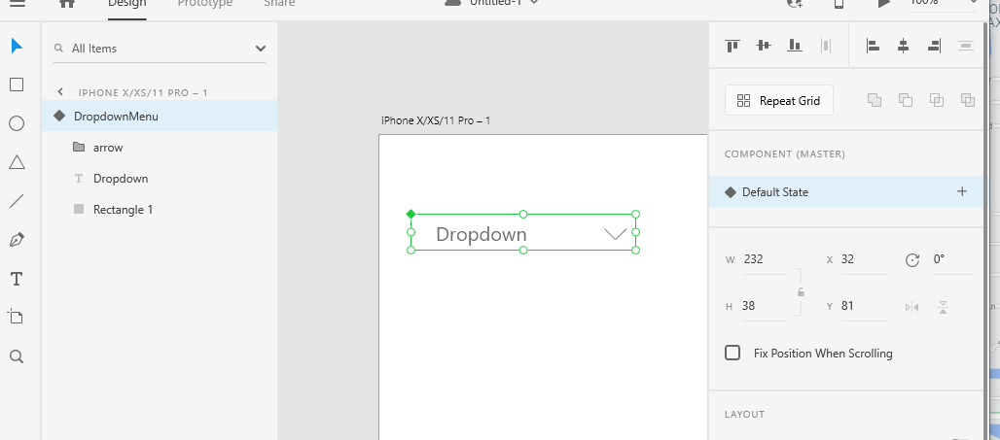 Design Prototype Share Untitled-1 100%
All Items
IPHONE X/XS/11 PRO – 1
DropdownMenu
arrow
Dropdown
Rectangle 1
iPhone X/XS/11 Pro – 1
Dropdown
Repeat Grid
COMPONENT (MASTER)
Default State
W 232 X 32 0°
H 38 Y 81
Fix Position When Scrolling
LAYOUT